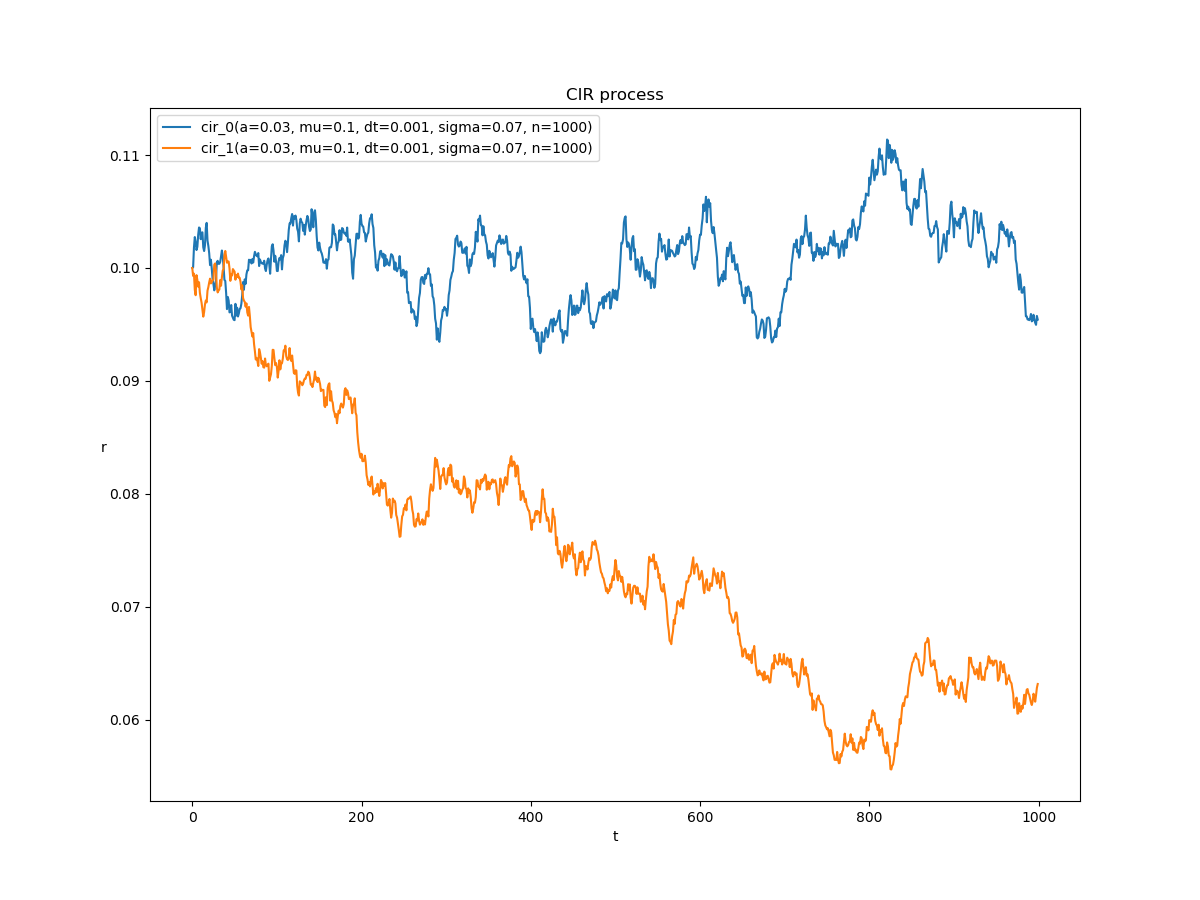 CIR process
cir_0(a=0.03, mu=0.1, dt=0.001, sigma=0.07, n=1000)
cir_1(a=0.03, mu=0.1, dt=0.001, sigma=0.07, n=1000)
0.11
0.10
0.09
r
0.08
0.07
0.06
0 200 400 600 800 1000
t